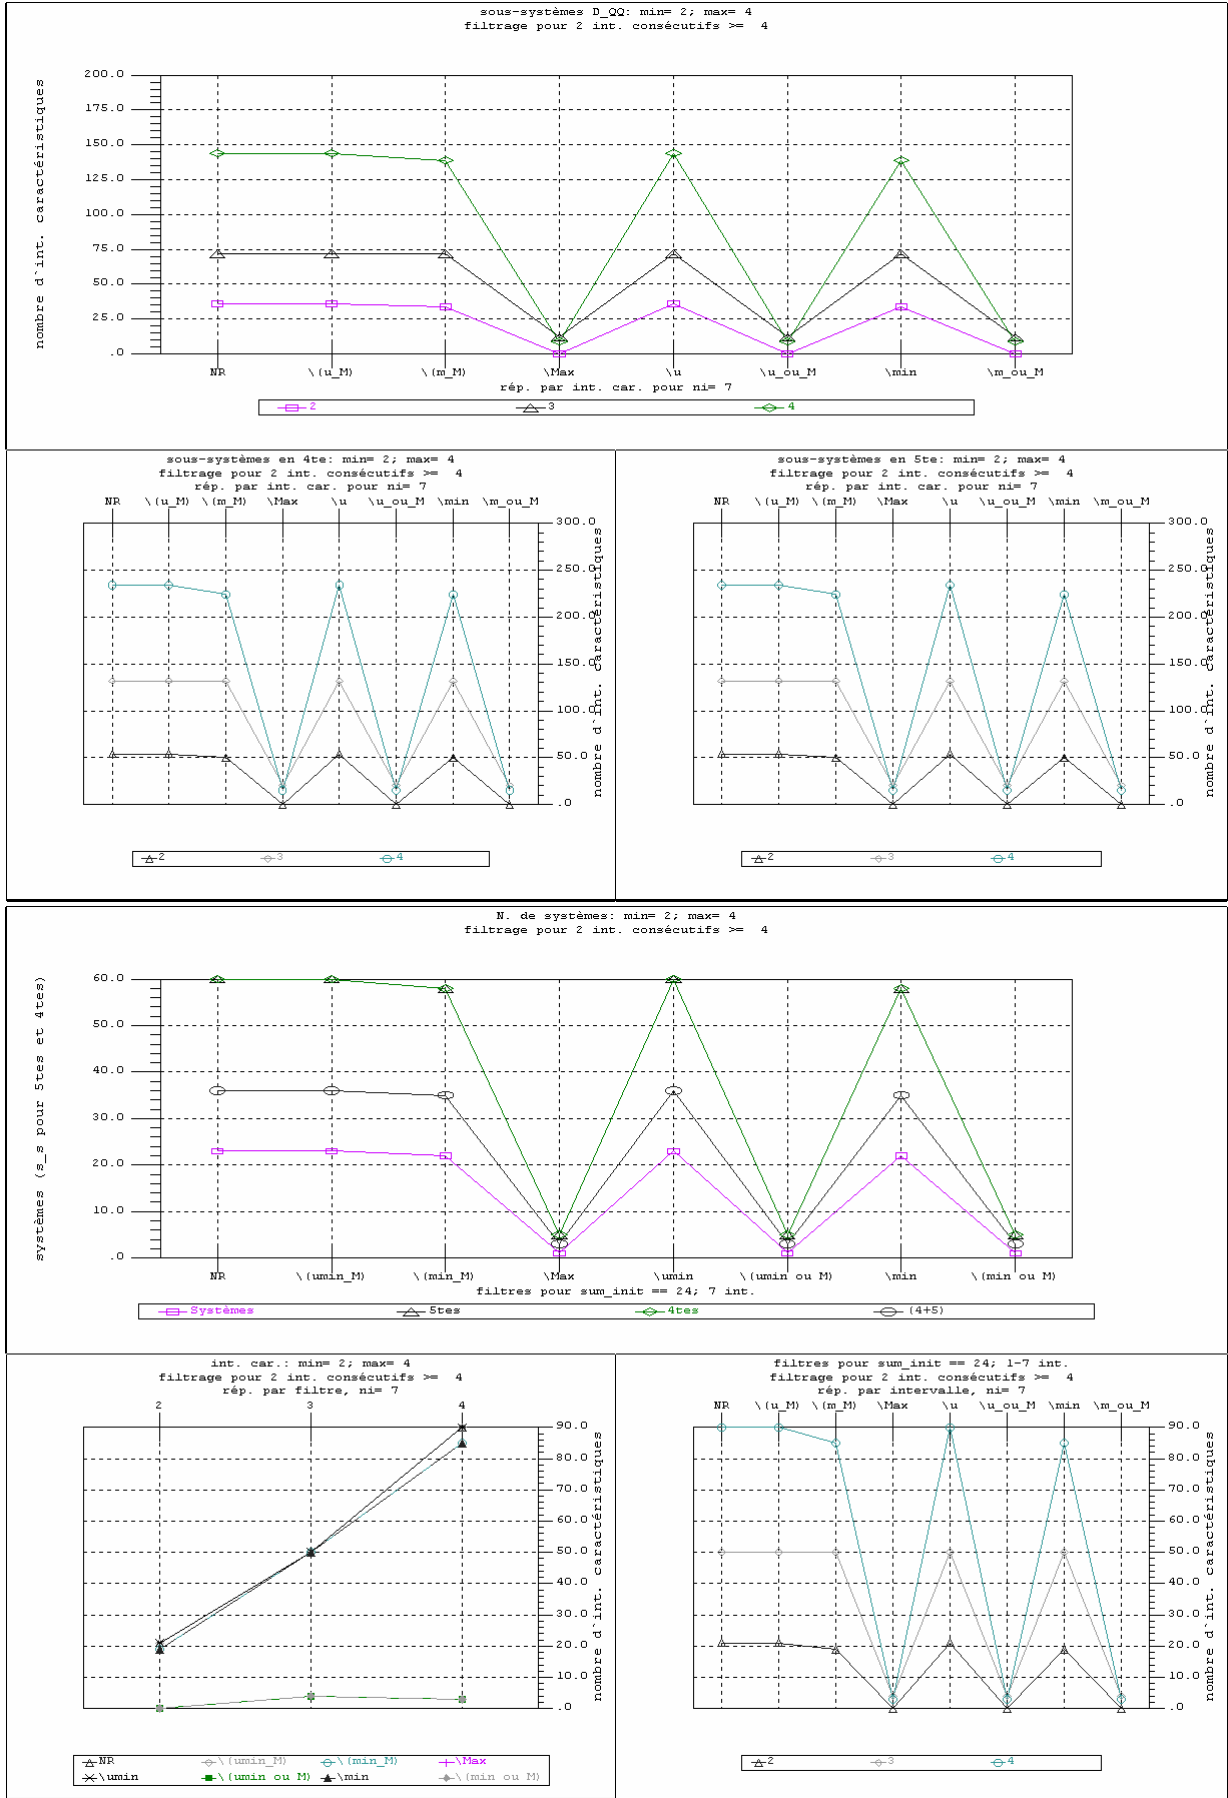 sous-systèmes D_QQ: min= 2; max= 4
filtrage pour 2 int. consécutifs >=  4
nombre d`int. caractéristiques
200.0
175.0
150.0
125.0
100.0
75.0
50.0
25.0
.0
NR \(u_M) \(m_M) \Max \u \u_ou_M \min \m_ou_M
rép. par int. car. pour ni= 7
2 3 4
sous-systèmes en 4te: min= 2; max= 4
filtrage pour 2 int. consécutifs >=  4
rép. par int. car. pour ni= 7
NR \(u_M) \(m_M) \Max \u \u_ou_M \min \m_ou_M
300.0
250.0
200.0
150.0
100.0
50.0
.0
nombre d`int. caractéristiques
2 3 4
sous-systèmes en 5te: min= 2; max= 4
filtrage pour 2 int. consécutifs >=  4
rép. par int. car. pour ni= 7
NR \(u_M) \(m_M) \Max \u \u_ou_M \min \m_ou_M
300.0
250.0
200.0
150.0
100.0
50.0
.0
nombre d`int. caractéristiques
2 3 4
N. de systèmes: min= 2; max= 4
filtrage pour 2 int. consécutifs >=  4
systèmes (s_s pour 5tes et 4tes)
60.0
50.0
40.0
30.0
20.0
10.0
.0
NR \(umin_M) \(min_M) \Max \umin \(umin ou M) \min \(min ou M)
filtres pour sum_init == 24; 7 int.
Systèmes 5tes 4tes (4+5)
int. car.: min= 2; max= 4
filtrage pour 2 int. consécutifs >=  4
rép. par filtre, ni= 7
2 3 4
90.0
80.0
70.0
60.0
50.0
40.0
30.0
20.0
10.0
.0
nombre d`int. caractéristiques
NR \(umin_M) \(min_M) \Max
\umin \(umin ou M) \min \(min ou M)
filtres pour sum_init == 24; 1-7 int.
filtrage pour 2 int. consécutifs >=  4
rép. par intervalle, ni= 7
NR \(u_M) \(m_M) \Max \u \u_ou_M \min \m_ou_M
90.0
80.0
70.0
60.0
50.0
40.0
30.0
20.0
10.0
.0
nombre d`int. caractéristiques
2 3 4